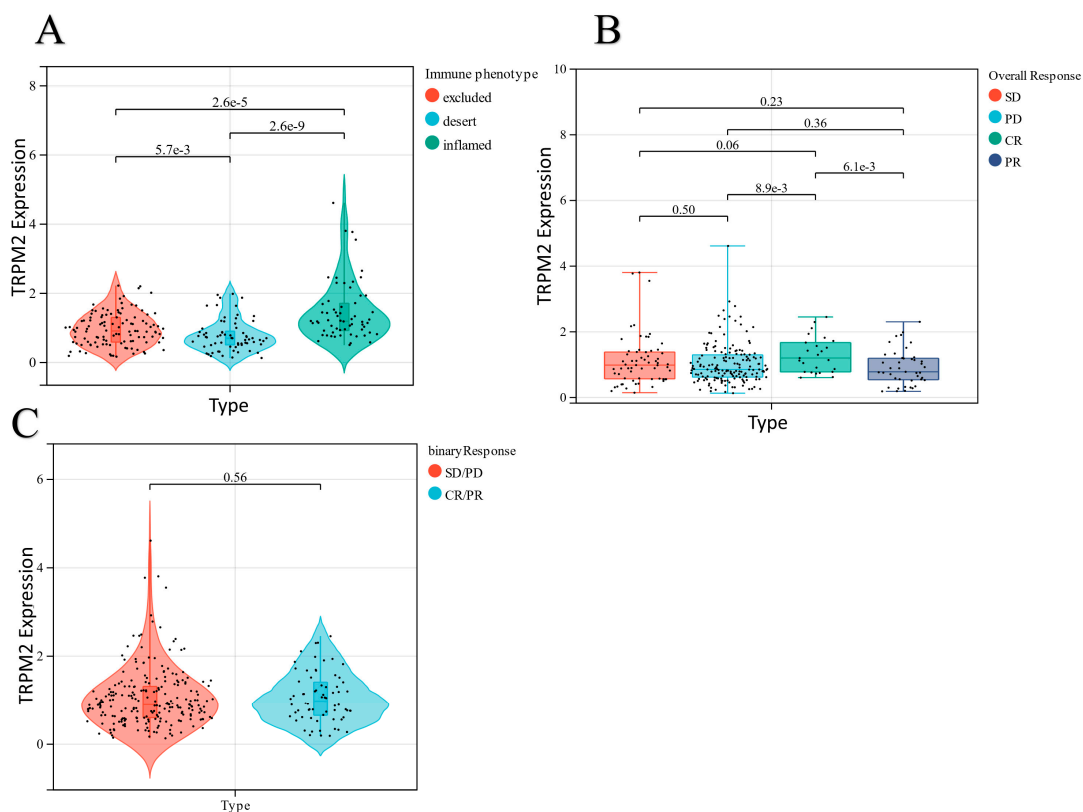 A
TRPM2 Expression
8
6
4
2
0
2.6e-5
2.6e-9
5.7e-3
Type
Immune phenotype
excluded
desert
inflamed
B
TRPM2 Expression
10
8
6
4
2
0
0.23
0.36
0.06
6.1e-3
8.9e-3
0.50
Type
Overall Response
SD
PD
CR
PR
C
TRPM2 Expression
6
4
2
0
0.56
Type
binaryResponse
SD/PD
CR/PR